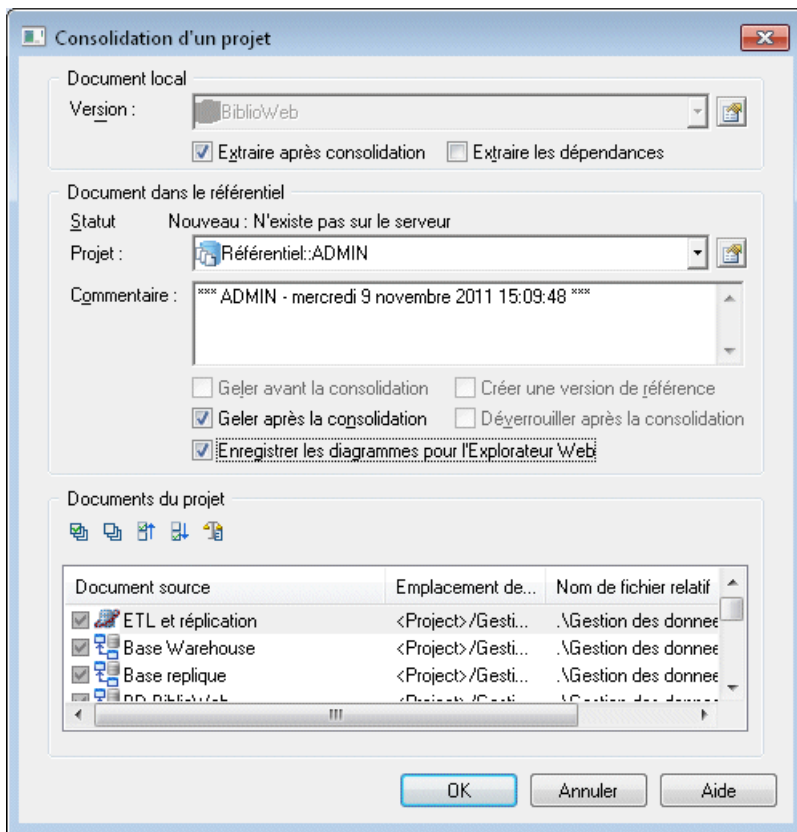 Consolidation d'un projet
Document local
Version :
BiblioWeb
Extraire après consolidation
Extraire les dépendances
Document dans le référentiel
Statut
Nouveau : N'existe pas sur le serveur
Projet :
Référentiel::ADMIN
Commentaire :
*** ADMIN - mercredi 9 novembre 2011 15:09:48 ***
Geler avant la consolidation
Créer une version de référence
Geler après la consolidation
Déverrouiller après la consolidation
Enregistrer les diagrammes pour l'Explorateur Web
Documents du projet
Document source
Emplacement de...
Nom de fichier relatif
ETL et réplication
<Project>/Gesti...
.\Gestion des donnee
Base Warehouse
<Project>/Gesti...
.\Gestion des donnee
Base replique
<Project>/Gesti...
.\Gestion des donnee
OK
Annuler
Aide